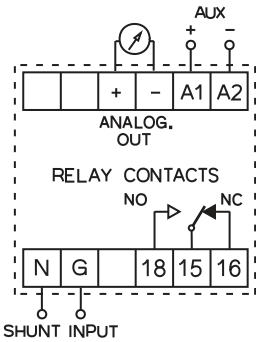 AUX
+ −
+ − A1 A2
ANALOG.
OUT
RELAY CONTACTS
NO NC
N G 18 15 16
SHUNT INPUT